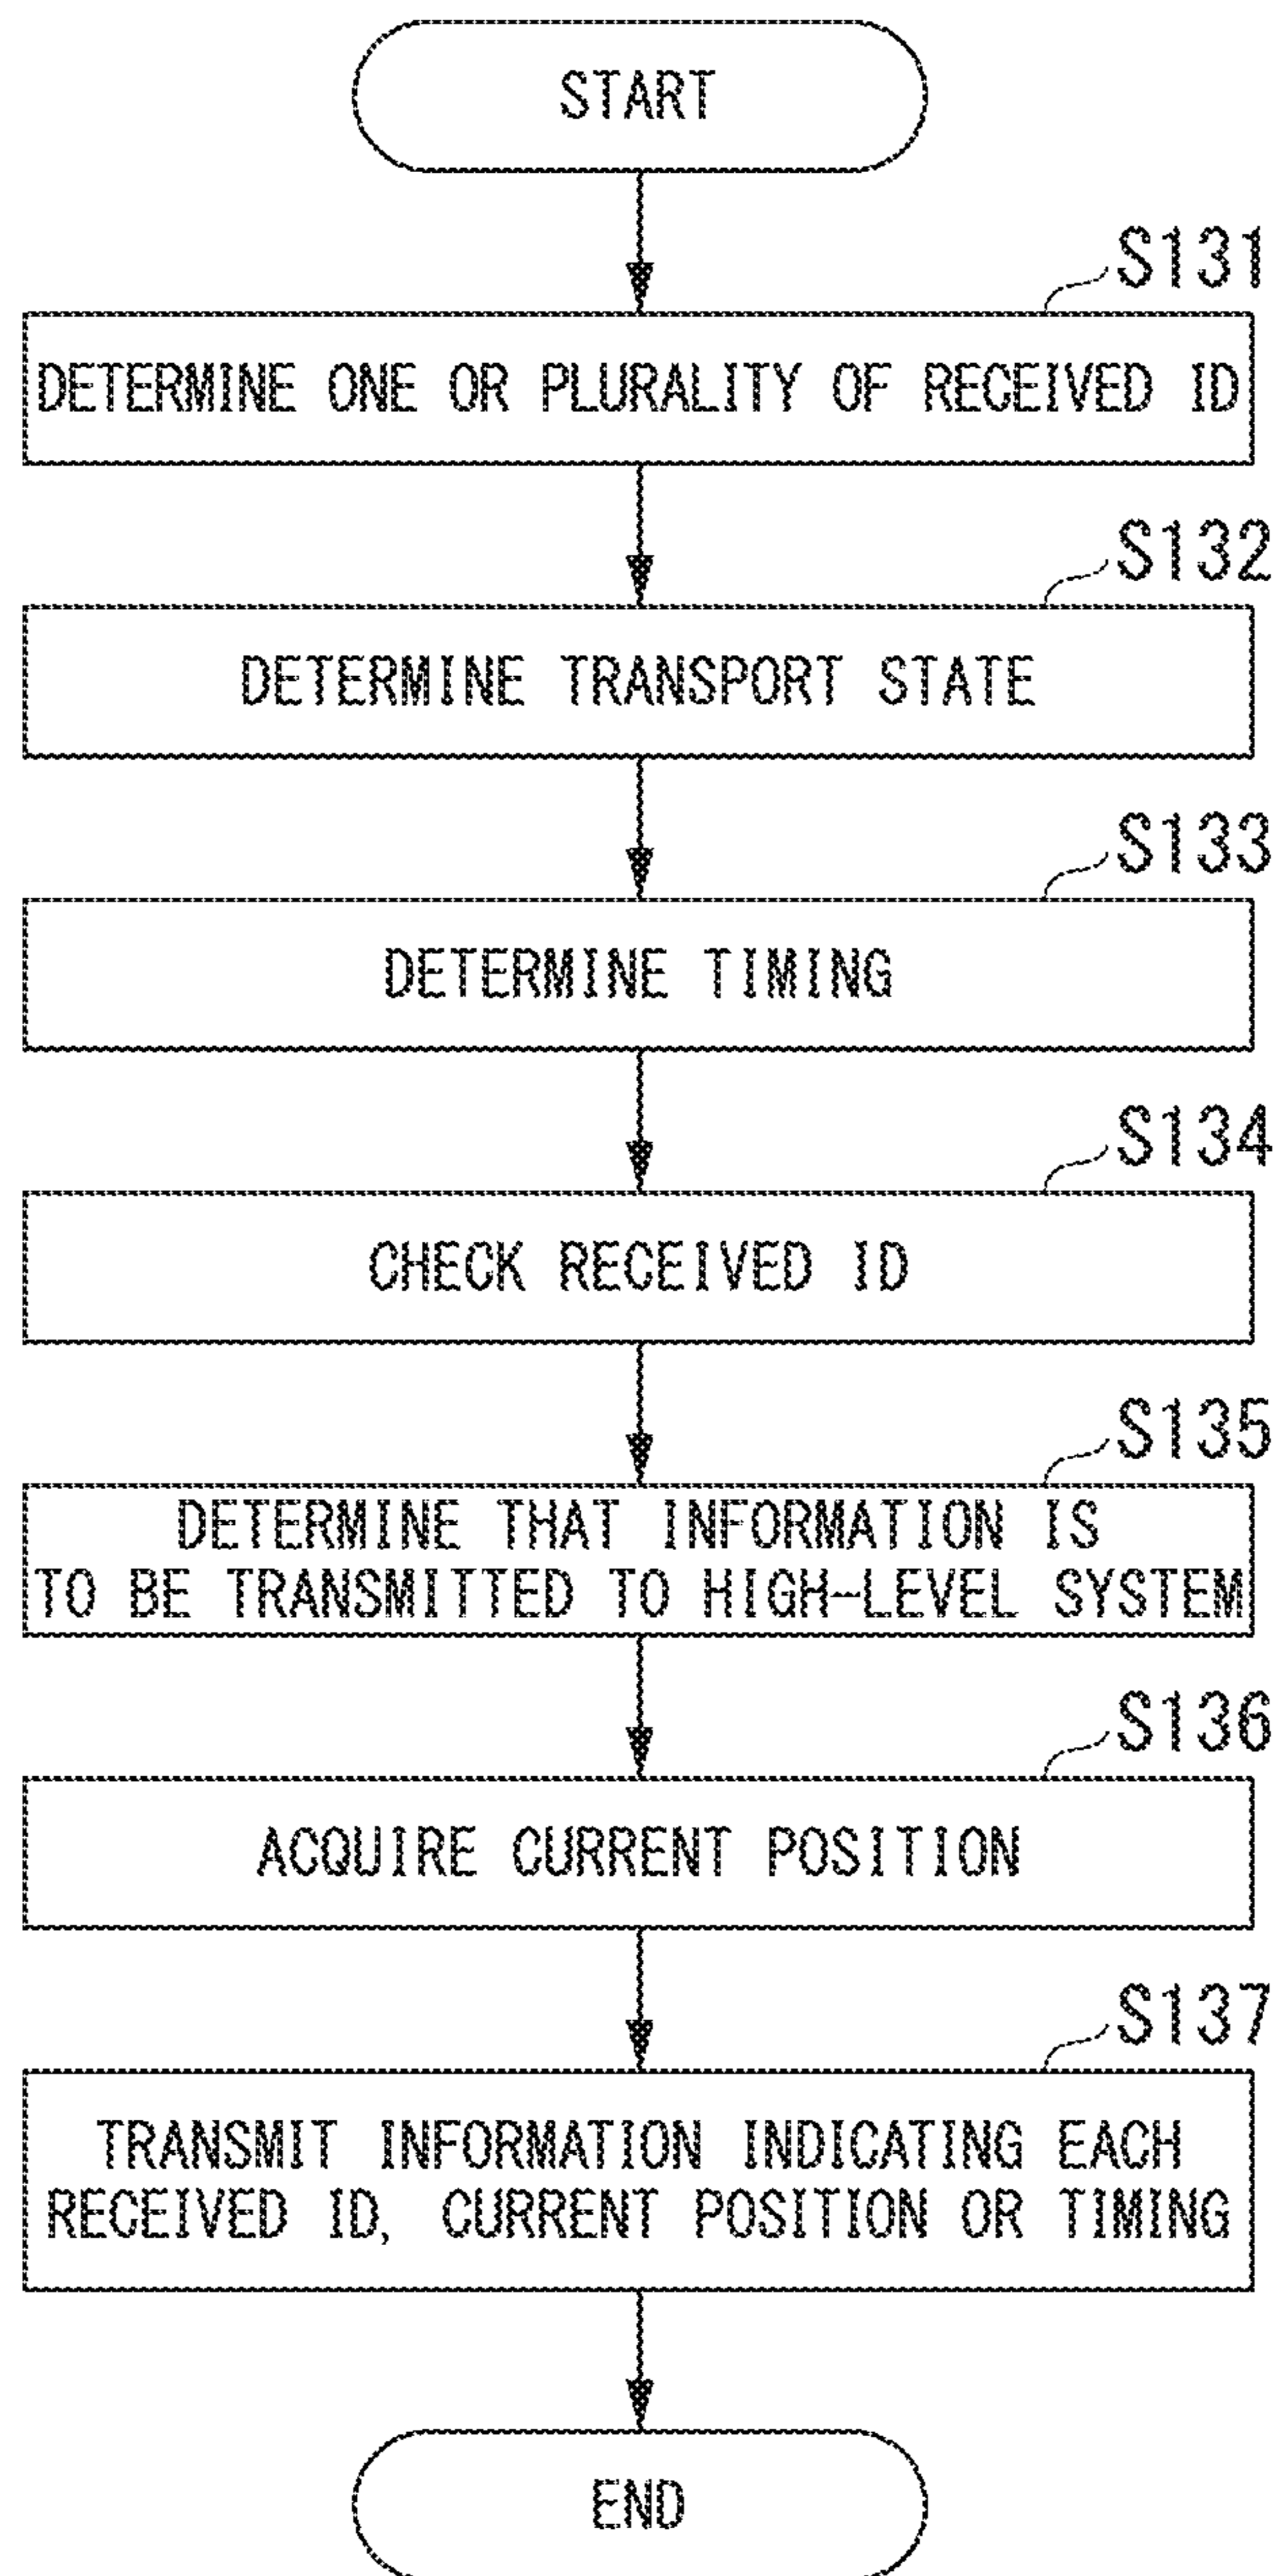 START
S131
DETERMINE ONE OR PLURALITY OF RECEIVED ID
S132
DETERMINE TRANSPORT STATE
S133
DETERMINE TIMING
S134
CHECK RECEIVED ID
S135
DETERMINE THAT INFORMATION IS
TO BE TRANSMITTED TO HIGH-LEVEL SYSTEM
S136
ACQUIRE CURRENT POSITION
S137
TRANSMIT INFORMATION INDICATING EACH
RECEIVED ID, CURRENT POSITION OR TIMING
END